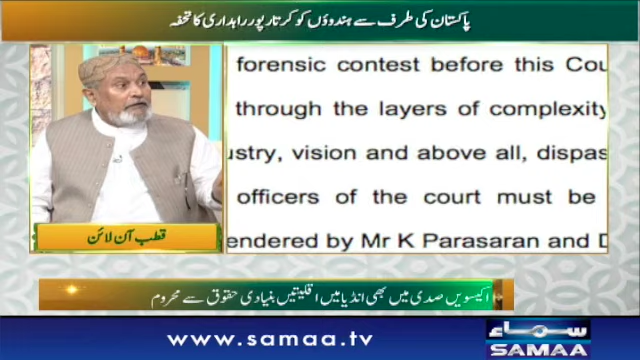 پاکستان کی طرف سے ہندوؤں کو کرتارپور راہداری کا تحفہ
forensic contest before this Cou
through the layers of complexity
ustry, vision and above all, dispas
officers of the court must be
endered by Mr K Parasaran and D
قطب آن لائن
اکیسویں صدی میں بھی انڈیا میں اقلیتیں بنیادی حقوق سے محروم
www.samaa.tv
سماء
SAMAA